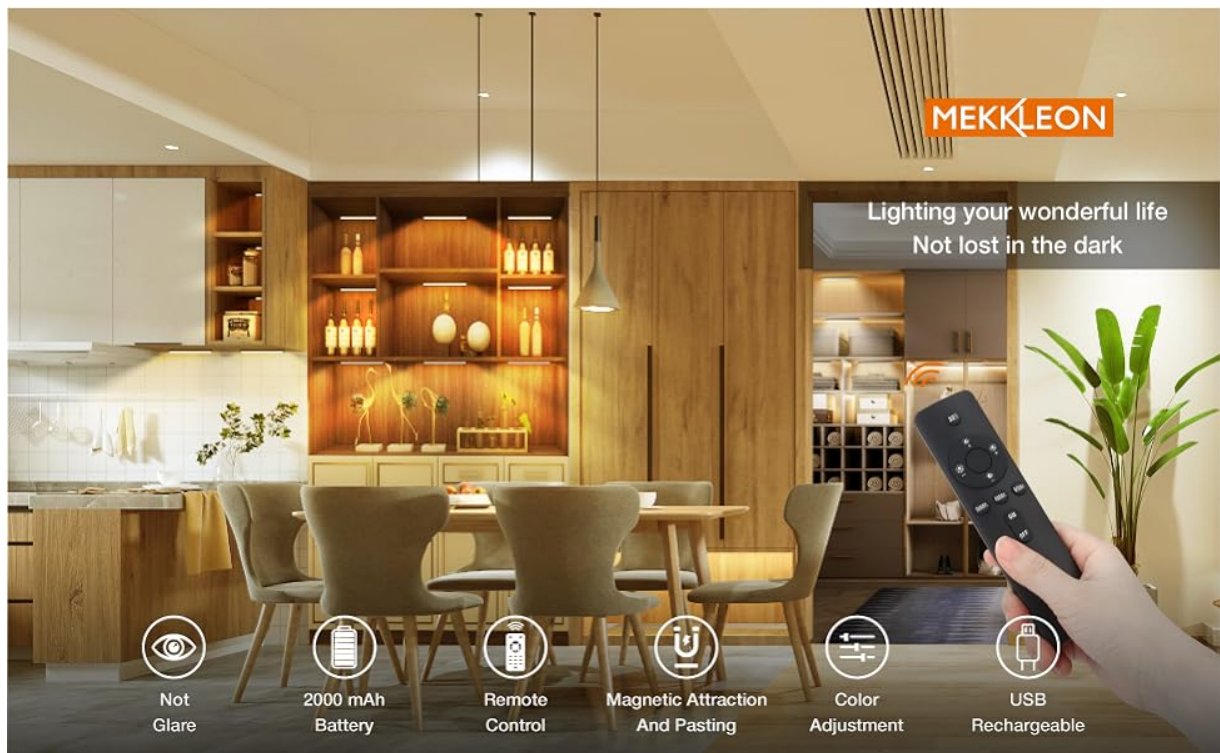 MEKKLEON
Lighting your wonderful life
Not lost in the dark
Not
Glare
2000 mAh
Battery
Remote
Control
Magnetic Attraction
And Pasting
Color
Adjustment
USB
Rechargeable